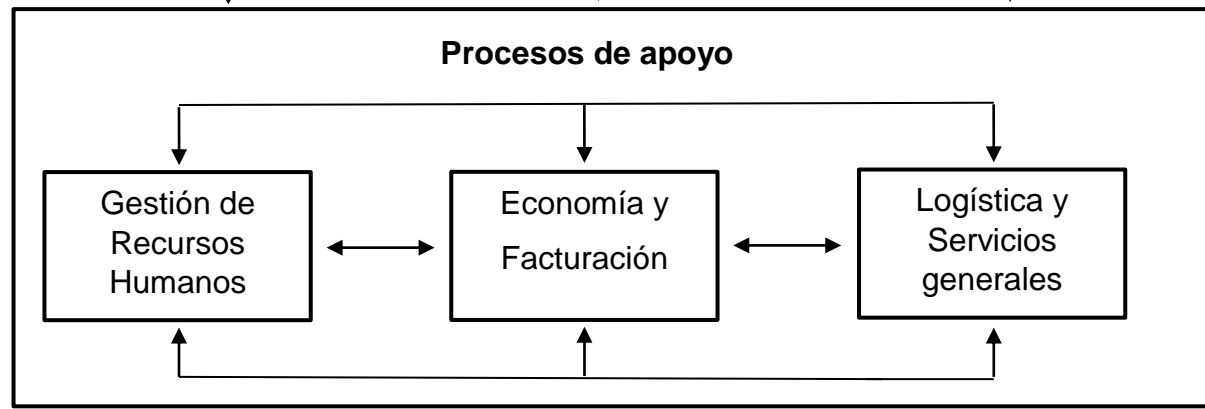 Procesos de apoyo
Gestión de
Recursos
Humanos
Economía y
Facturación
Logística y
Servicios
generales